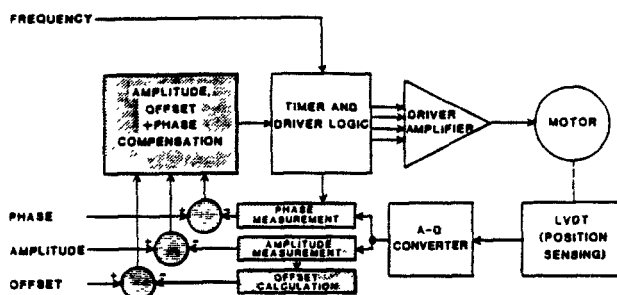 FREQUENCY
AMPLITUDE,
OFFSET
+PHASE
COMPENSATION
TIMER AND
DRIVER LOGIC
DRIVER
AMPLIFIER
MOTOR
PHASE
PHASE
MEASUREMENT
AMPLITUDE
AMPLITUDE
MEASUREMENT
OFFSET
OFFSET
CALCULATION
A-D
CONVERTER
LVDT
(POSITION
SENSING)